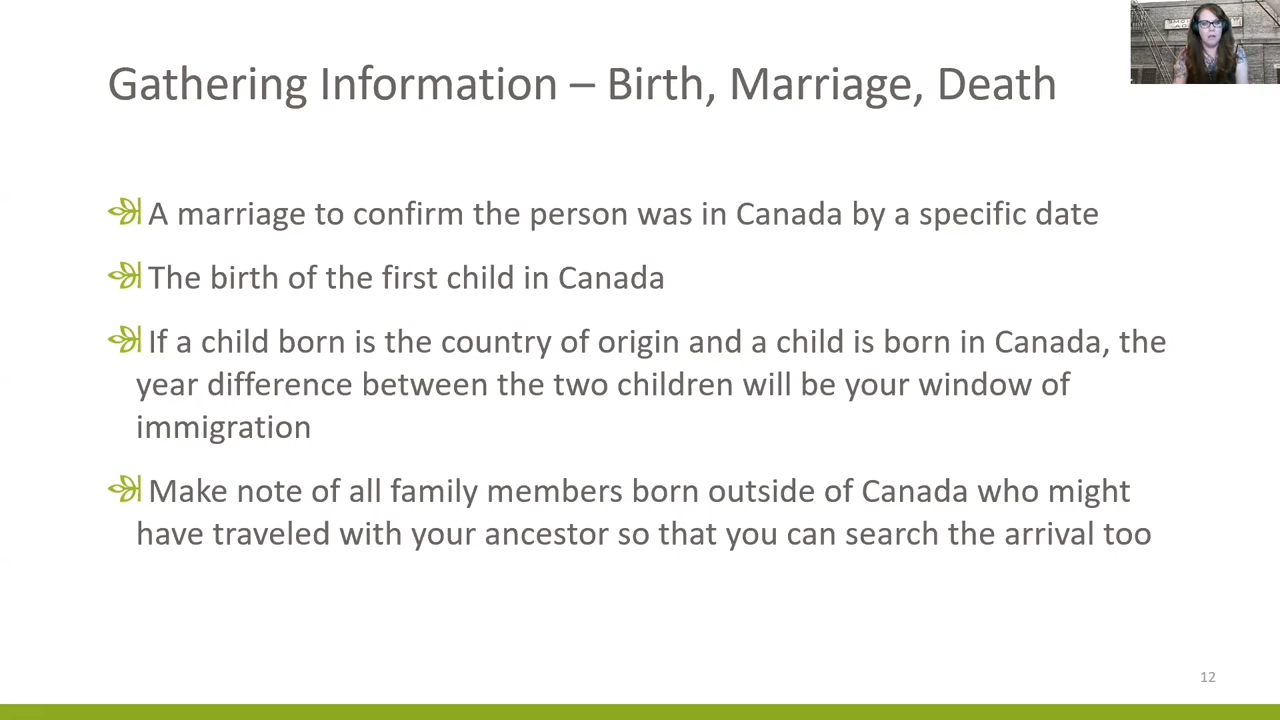 Gathering Information – Birth, Marriage, Death
A marriage to confirm the person was in Canada by a specific date
The birth of the first child in Canada
If a child born is the country of origin and a child is born in Canada, the
year difference between the two children will be your window of
immigration
Make note of all family members born outside of Canada who might
have traveled with your ancestor so that you can search the arrival too
12